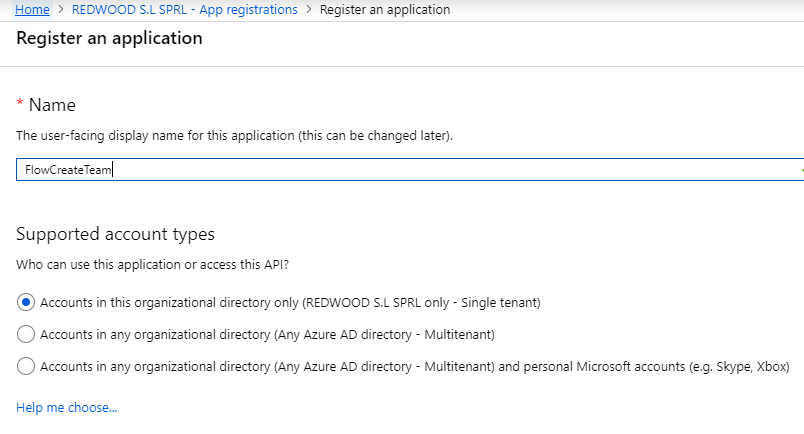 Home > REDWOOD S.L SPRL - App registrations > Register an application
Register an application
* Name
The user-facing display name for this application (this can be changed later).
FlowCreateTeam
Supported account types
Who can use this application or access this API?
Accounts in this organizational directory only (REDWOOD S.L SPRL only - Single tenant)
Accounts in any organizational directory (Any Azure AD directory - Multitenant)
Accounts in any organizational directory (Any Azure AD directory - Multitenant) and personal Microsoft accounts (e.g. Skype, Xbox)
Help me choose...